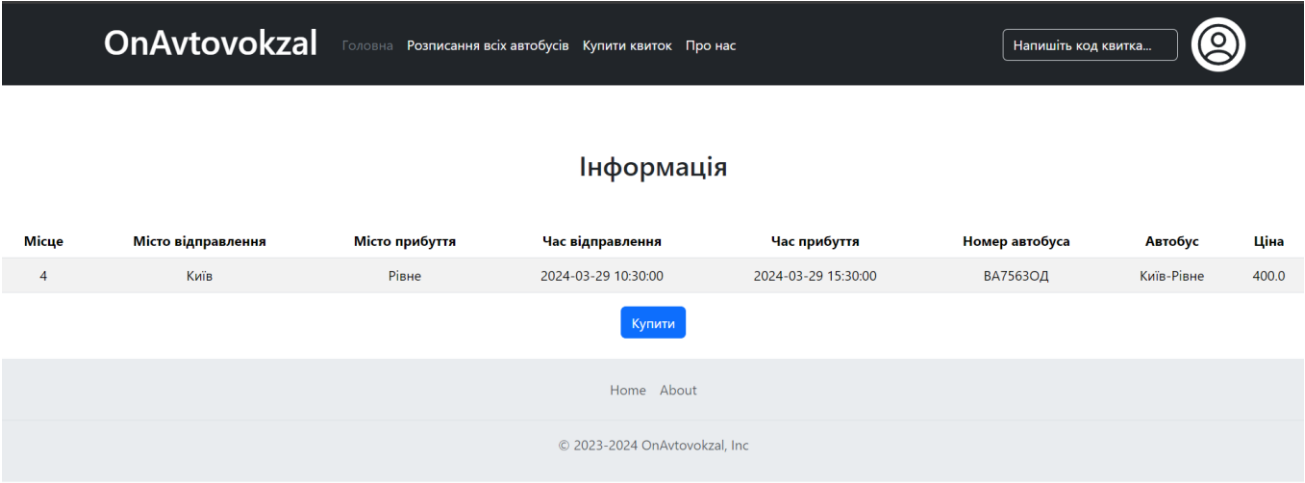 OnAvtovokzal Головна Розписання всіх автобусів Купити квиток Про нас Напишіть код квитка...
Інформація
Місце Місто відправлення Місто прибуття Час відправлення Час прибуття Номер автобуса Автобус Ціна
4 Київ Рівне 2024-03-29 10:30:00 2024-03-29 15:30:00 ВА7563ОД Київ-Рівне 400.0
Купити
Home About
© 2023-2024 OnAvtovokzal, Inc